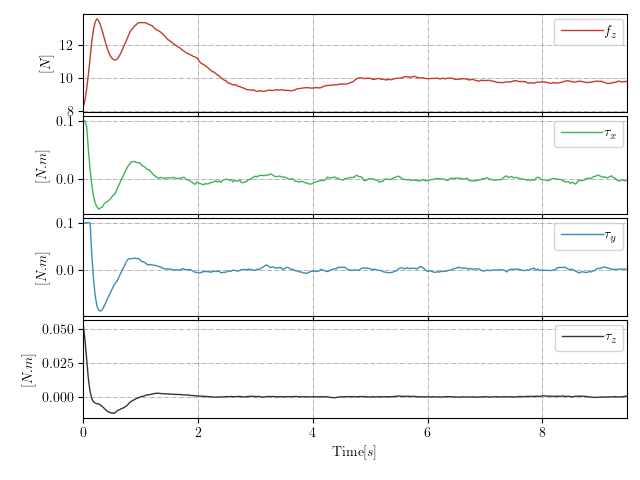 12
10
8
[N]
f_z
0.1
0.0
[N.m]
τ_x
0.1
0.0
[N.m]
τ_y
0.050
0.025
0.000
[N.m]
τ_z
0 2 4 6 8
Time[s]